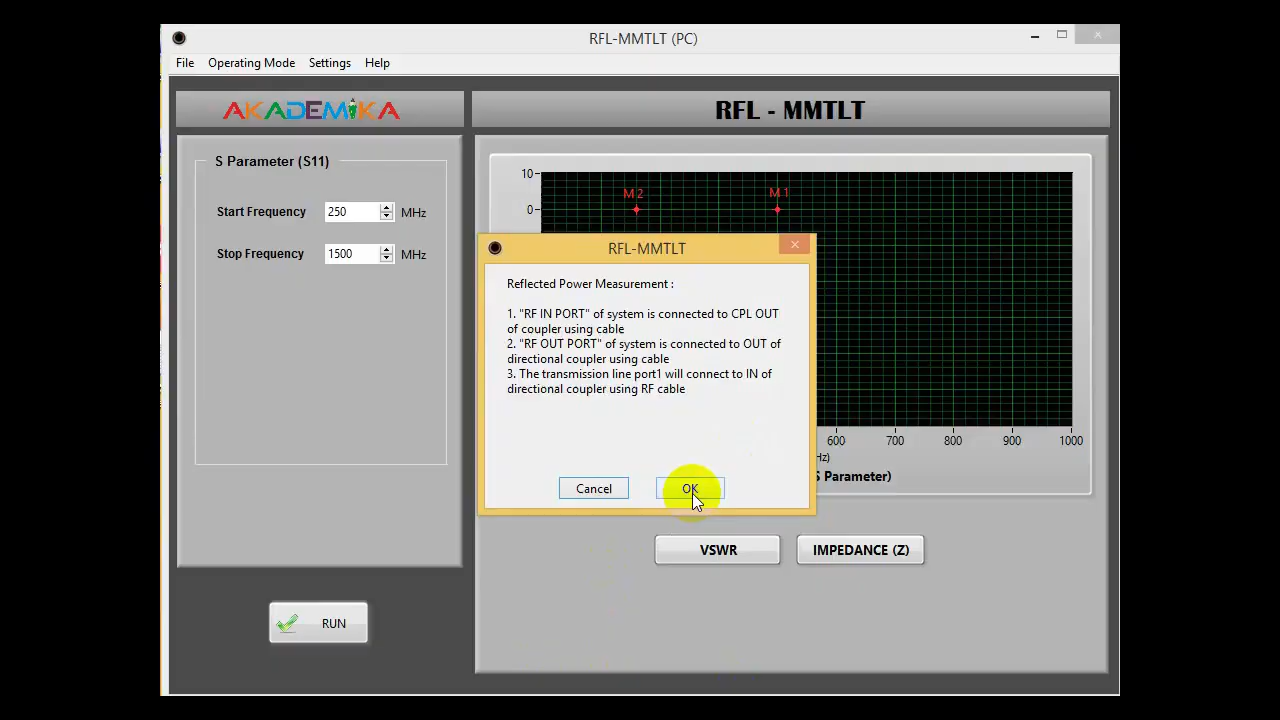 RFL-MMTLT (PC)
File Operating Mode Settings Help
AKADEMIKA
RFL - MMTLT
S Parameter (S11)
Start Frequency 250 MHz
Stop Frequency 1500 MHz
10
0
M 2
M 1
RFL-MMTLT
Reflected Power Measurement :
1. "RF IN PORT" of system is connected to CPL OUT
of coupler using cable
2. "RF OUT PORT" of system is connected to OUT of
directional coupler using cable
3. The transmission line port1 will connect to IN of
directional coupler using RF cable
Cancel OK
600 700 800 900 1000
Hz)
S Parameter)
VSWR IMPEDANCE (Z)
RUN